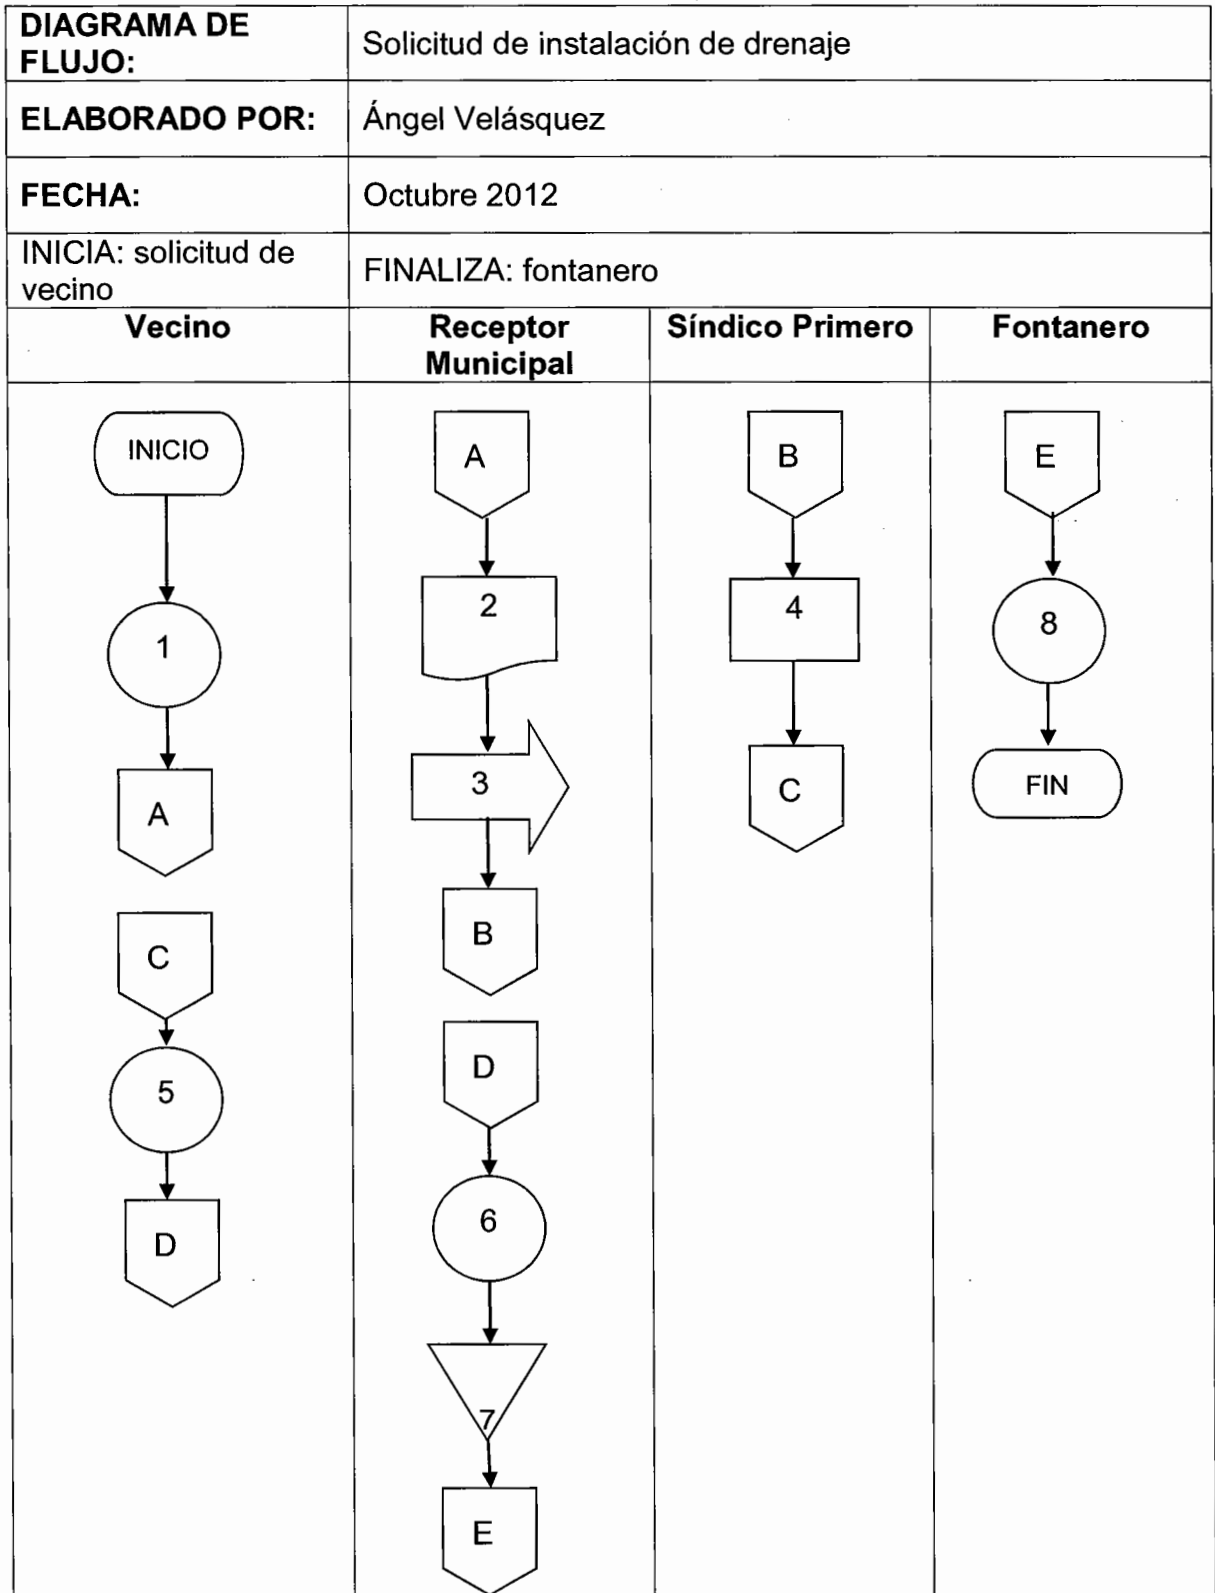 DIAGRAMA DE
FLUJO:
Solicitud de instalación de drenaje
ELABORADO POR:
Ángel Velásquez
FECHA:
Octubre 2012
INICIA: solicitud de
vecino
FINALIZA: fontanero
Vecino
Receptor
Municipal
Síndico Primero
Fontanero
INICIO
1
A
C
5
D
A
2
3
B
D
6
7
E
B
4
C
E
8
FIN